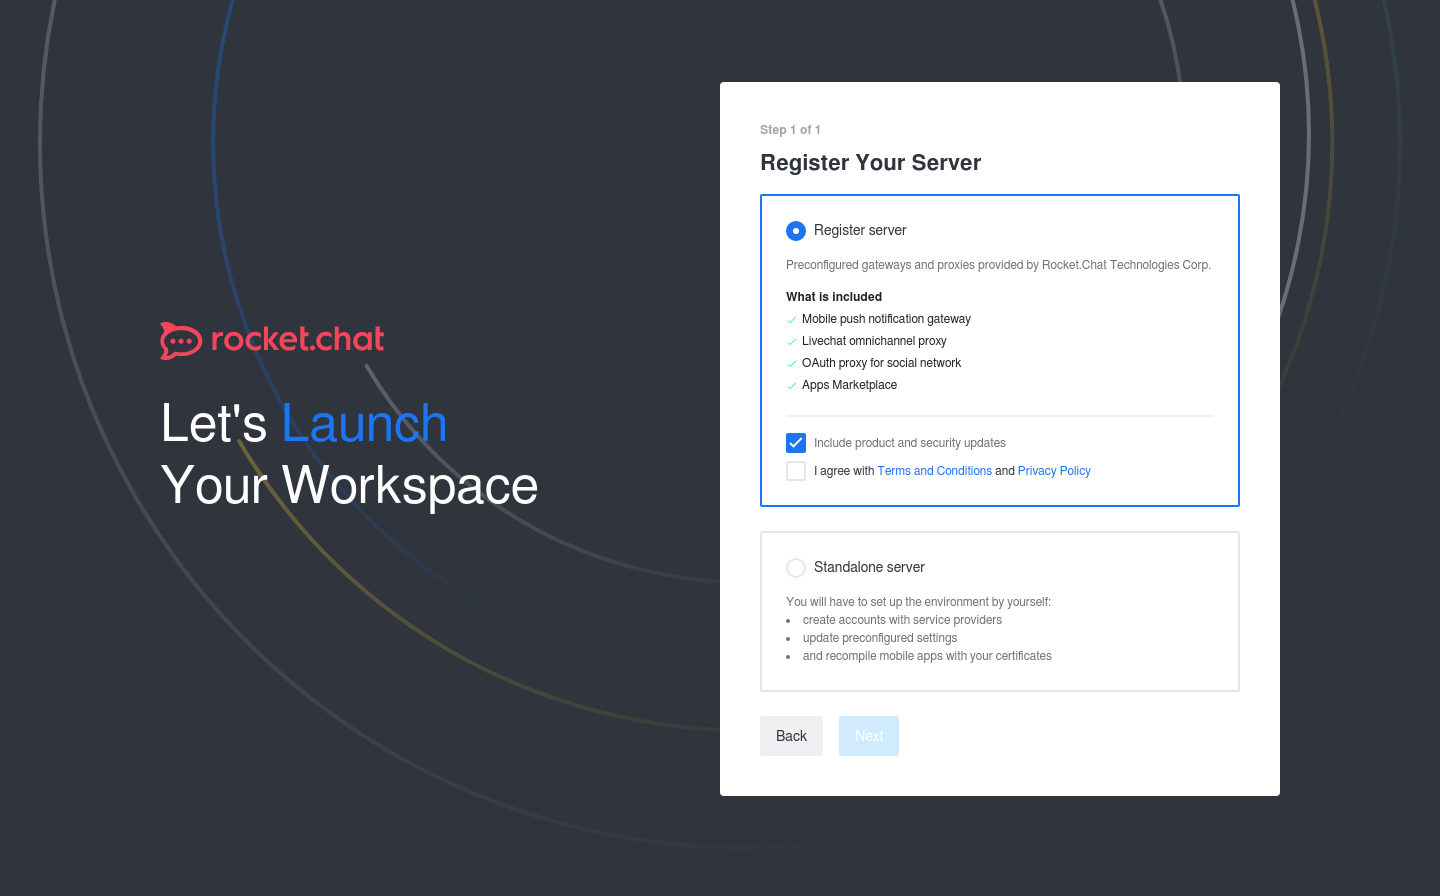 rocket.chat
Let's Launch
Your Workspace
Step 1 of 1
Register Your Server
Register server
Preconfigured gateways and proxies provided by Rocket.Chat Technologies Corp.
What is included
Mobile push notification gateway
Livechat omnichannel proxy
OAuth proxy for social network
Apps Marketplace
Include product and security updates
I agree with Terms and Conditions and Privacy Policy
Standalone server
You will have to set up the environment by yourself:
create accounts with service providers
update preconfigured settings
and recompile mobile apps with your certificates
Back Next